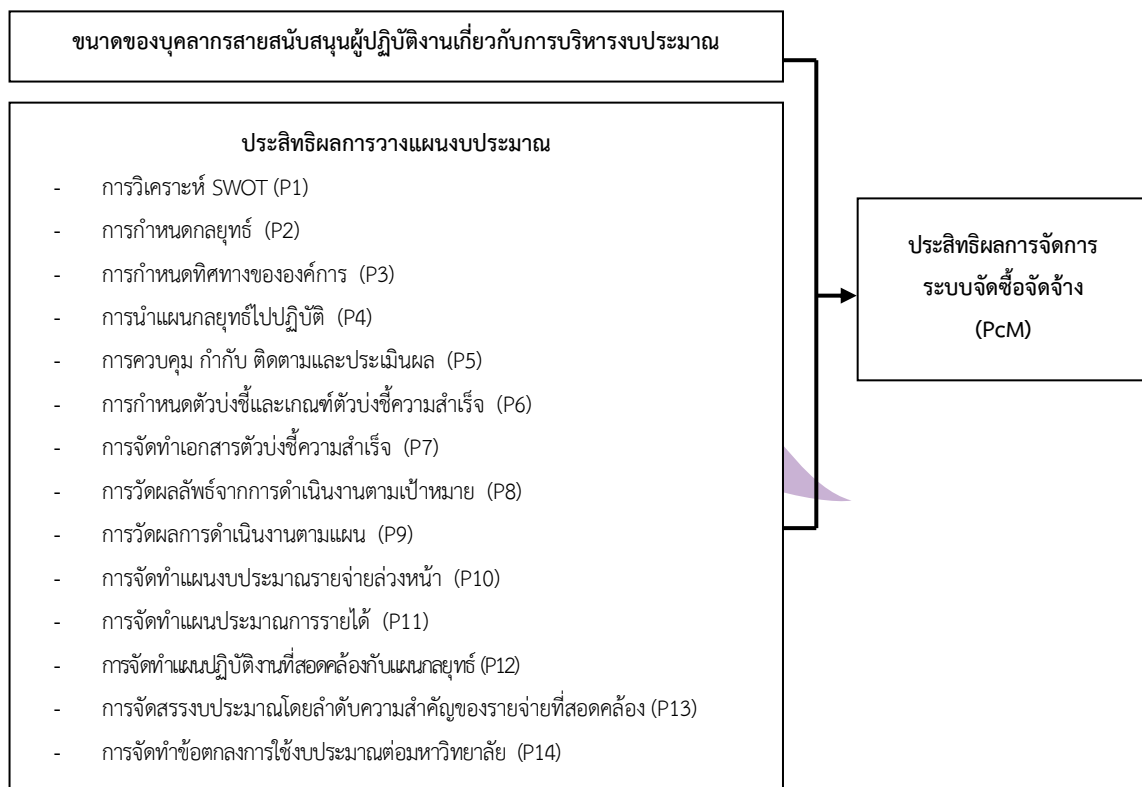 ขนาดของบุคลากรสายสนับสนุนผู้ปฏิบัติงานเกี่ยวกับการบริหารงบประมาณ
ประสิทธิผลการวางแผนงบประมาณ
- การวิเคราะห์ SWOT (P1)
- การกำหนดกลยุทธ์ (P2)
- การกำหนดทิศทางขององค์การ (P3)
- การนำแผนกลยุทธ์ไปปฏิบัติ (P4)
- การควบคุม กำกับ ติดตามและประเมินผล (P5)
- การกำหนดตัวบ่งชี้และเกณฑ์ตัวบ่งชี้ความสำเร็จ (P6)
- การจัดทำเอกสารตัวบ่งชี้ความสำเร็จ (P7)
- การวัดผลลัพธ์จากการดำเนินงานตามเป้าหมาย (P8)
- การวัดผลการดำเนินงานตามแผน (P9)
- การจัดทำแผนงบประมาณรายจ่ายล่วงหน้า (P10)
- การจัดทำแผนประมาณการรายได้ (P11)
- การจัดทำแผนปฏิบัติงานที่สอดคล้องกับแผนกลยุทธ์ (P12)
- การจัดสรรงบประมาณโดยลำดับความสำคัญของรายจ่ายที่สอดคล้อง (P13)
- การจัดทำข้อตกลงการใช้งบประมาณต่อมหาวิทยาลัย (P14)
ประสิทธิผลการจัดการ
ระบบจัดซื้อจัดจ้าง
(PcM)